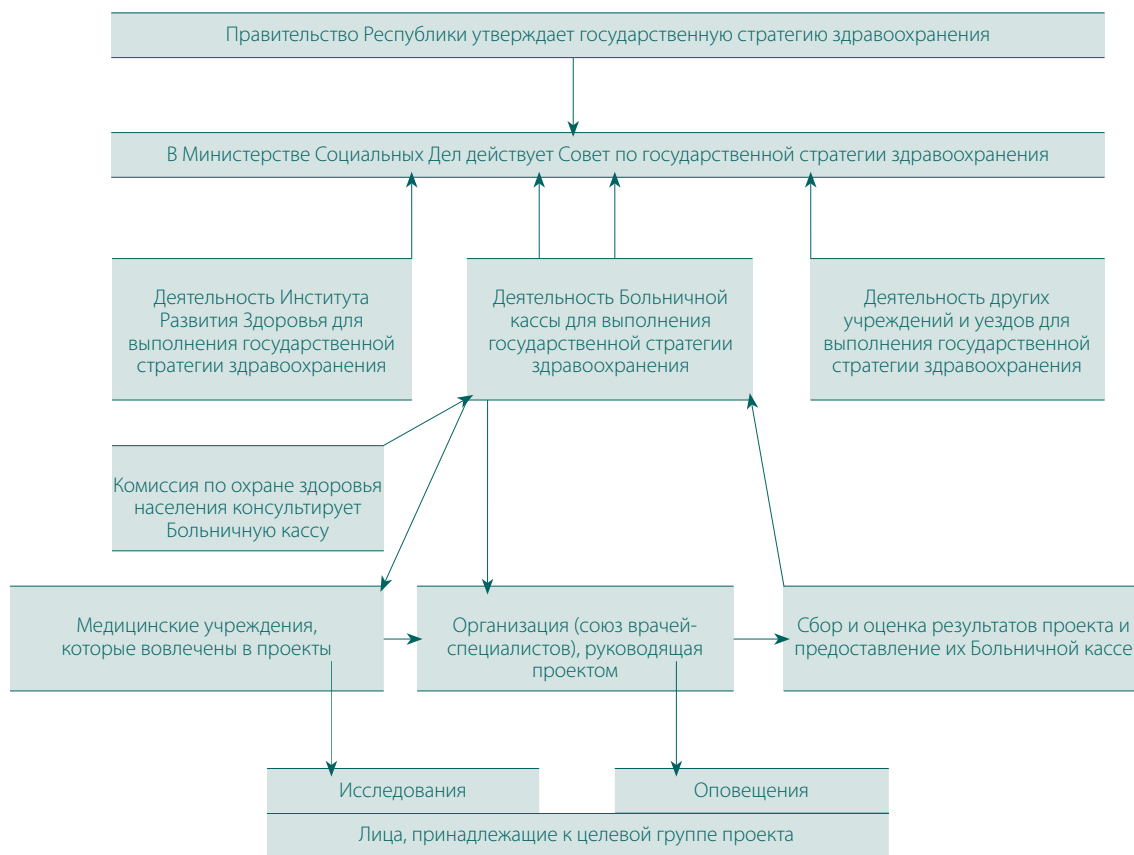 Правительство Республики утверждает государственную стратегию здравоохранения
В Министерстве Социальных Дел действует Совет по государственной стратегии здравоохранения
Деятельность Института
Развития Здоровья для
выполнения государственной
стратегии здравоохранения
Деятельность Больничной
кассы для выполнения
государственной стратегии
здравоохранения
Деятельность других
учреждений и уездов для
выполнения государственной
стратегии здравоохранения
Комиссия по охране здоровья
населения консультирует
Больничную кассу
Медицинские учреждения,
которые вовлечены в проекты
Организация (союз врачей-
специалистов), руководящая
проектом
Сбор и оценка результатов проекта и
предоставление их Больничной кассе
Исследования
Оповещения
Лица, принадлежащие к целевой группе проекта